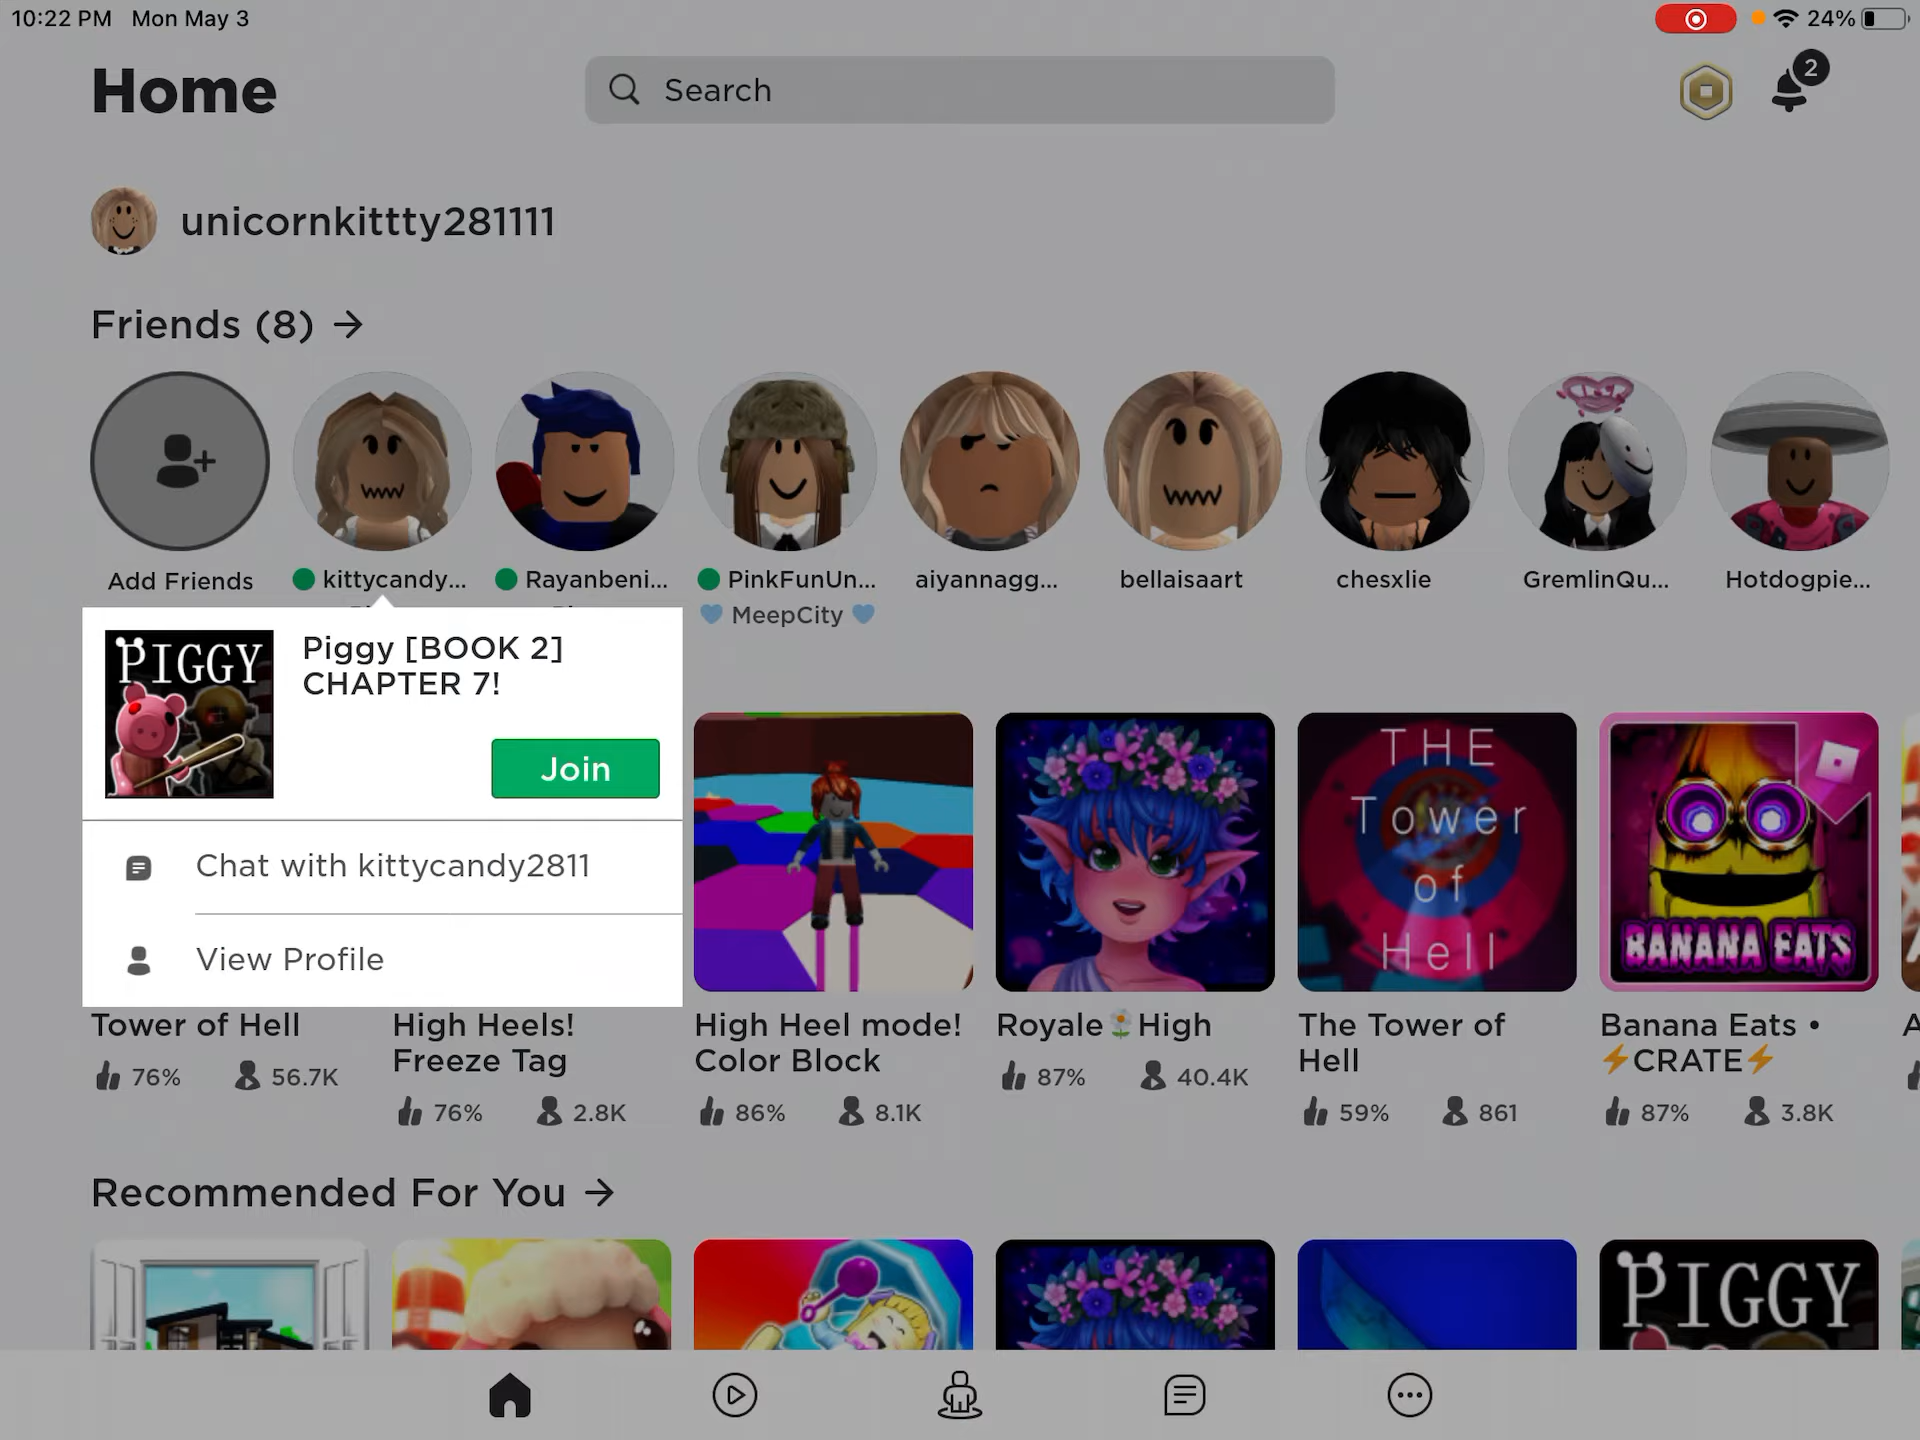 10:22 PM Mon May 3
24%
Home
Search
2
unicornkittty281111
Friends (8) →
Add Friends
kittycandy...
Rayanbeni...
PinkFunUn...
aiyannagg...
bellaisaart
chesxlie
GremlinQu...
Hotdogpie...
💙 MeepCity 💙
PIGGY
Piggy [BOOK 2]
CHAPTER 7!
Join
Chat with kittycandy2811
View Profile
THE
Tower
of
Hell
BANANA EATS
Tower of Hell
76% 56.7K
High Heels!
Freeze Tag
76% 2.8K
High Heel mode!
Color Block
86% 8.1K
Royale🌼High
87% 40.4K
The Tower of
Hell
59% 861
Banana Eats •
⚡CRATE⚡
87% 3.8K
Recommended For You →
PIGGY